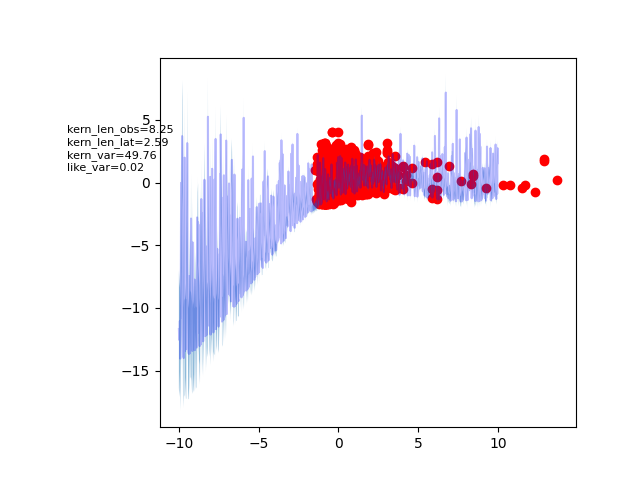 5
kern_len_obs=8.25
kern_len_lat=2.59
kern_var=49.76
like_var=0.02
0
−5
−10
−15
−10 −5 0 5 10